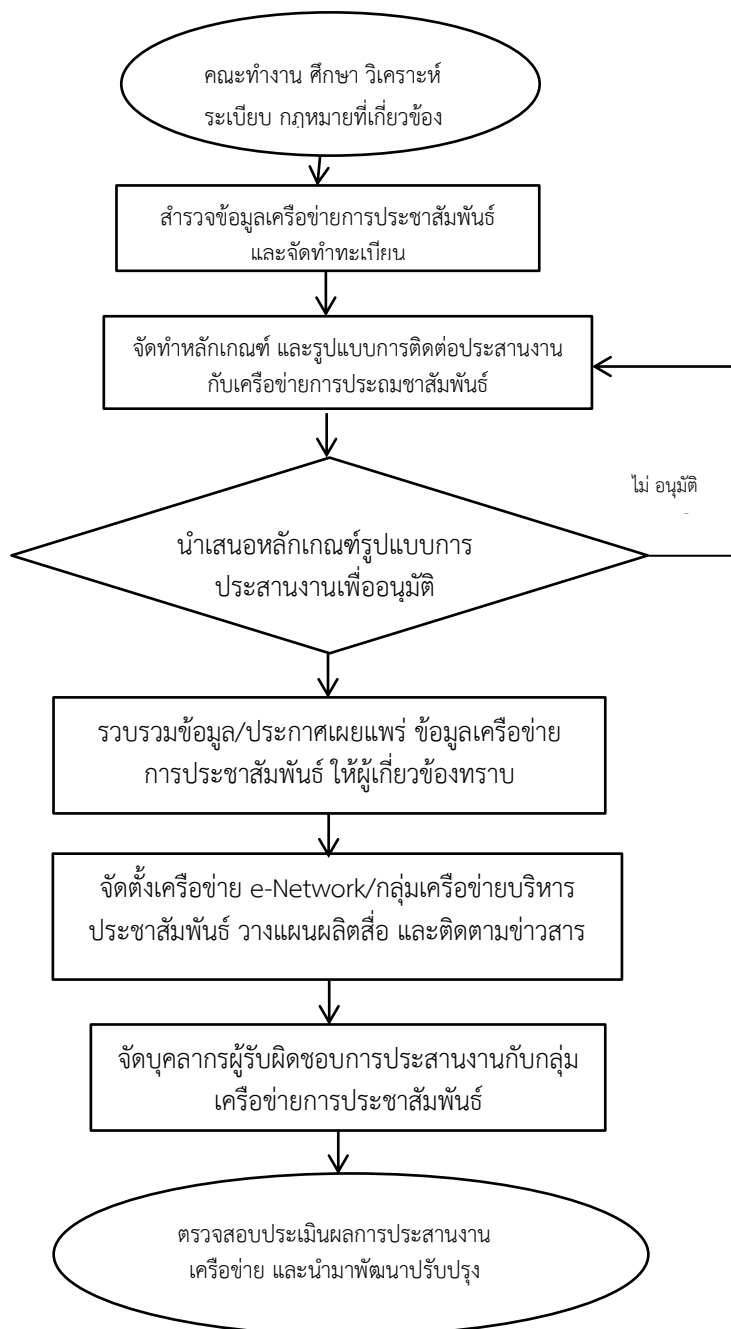 คณะทำงาน ศึกษา วิเคราะห์
ระเบียบ กฎหมายที่เกี่ยวข้อง
สำรวจข้อมูลเครือข่ายการประชาสัมพันธ์
และจัดทำทะเบียน
จัดทำหลักเกณฑ์ และรูปแบบการติดต่อประสานงาน
กับเครือข่ายการประถมชาสัมพันธ์
ไม่ อนุมัติ
นำเสนอหลักเกณฑ์รูปแบบการ
ประสานงานเพื่ออนุมัติ
รวบรวมข้อมูล/ประกาศเผยแพร่ ข้อมูลเครือข่าย
การประชาสัมพันธ์ ให้ผู้เกี่ยวข้องทราบ
จัดตั้งเครือข่าย e-Network/กลุ่มเครือข่ายบริหาร
ประชาสัมพันธ์ วางแผนผลิตสื่อ และติดตามข่าวสาร
จัดบุคลากรผู้รับผิดชอบการประสานงานกับกลุ่ม
เครือข่ายการประชาสัมพันธ์
ตรวจสอบประเมินผลการประสานงาน
เครือข่าย และนำมาพัฒนาปรับปรุง